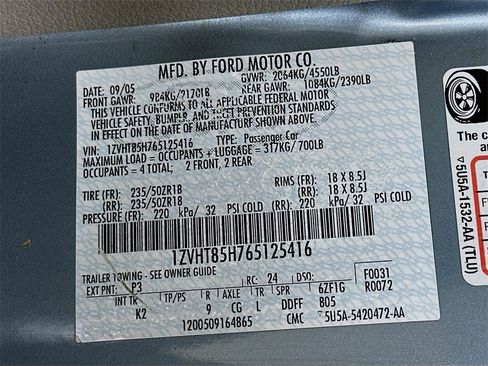 MFD. BY FORD MOTOR CO.
DATE: 09/05 GVWR: 2064KG/4550LB
FRONT GAWR: 984KG/2170LB REAR GAWR: 1084KG/2390LB
THIS VEHICLE CONFORMS TO ALL APPLICABLE FEDERAL MOTOR
VEHICLE SAFETY, BUMPER, AND THEFT PREVENTION STANDARDS
IN EFFECT ON THE DATE OF MANUFACTURE SHOWN ABOVE.
VIN: 1ZVHT85H765125416 TYPE: Passenger Car
MAXIMUM LOAD = OCCUPANTS + LUGGAGE = 317KG/700LB
OCCUPANTS = 4 TOTAL: 2 FRONT, 2 REAR
TIRE (FR): 235/50ZR18 RIMS (FR): 18 X 8.5J
(RR): 235/50ZR18 (RR): 18 X 8.5J
PRESSURE (FR) 220 kPa/ 32 PSI COLD (RR) 220 kPa/ 32 PSI COLD
1ZVHT85H765125416
TRAILER TOWING - SEE OWNER GUIDE
EXT PNT: P3 RC: 24 6ZF1G F0031
R0072
INT TR TP/PS R AXLE TR SPR
K2 9 CG L DDFF 805
1200509164865 CMC 5U5A-5420472-AA
The c
accu
5U5A-1532-AA (TLU)